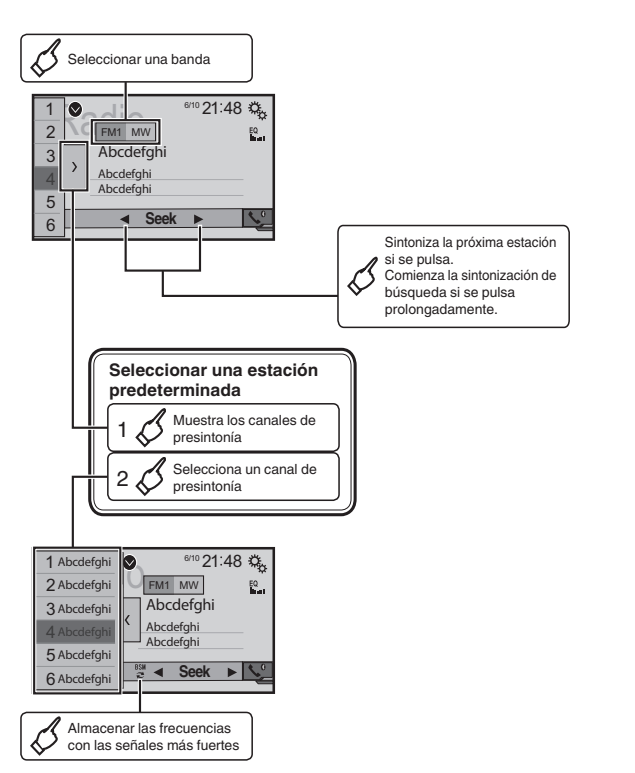 Seleccionar una banda
Radio
1
2
3
4
5
6
6/10 21:48
EQ
FM1 MW
Abcdefghi
Abcdefghi
Abcdefghi
◄ Seek ►
Sintoniza la próxima estación
si se pulsa.
Comienza la sintonización de
búsqueda si se pulsa
prolongadamente.
Seleccionar una estación
predeterminada
1 Muestra los canales de
presintonía
2 Selecciona un canal de
presintonía
1 Abcdefghi
2 Abcdefghi
3 Abcdefghi
4 Abcdefghi
5 Abcdefghi
6 Abcdefghi
6/10 21:48
EQ
FM1 MW
Abcdefghi
Abcdefghi
Abcdefghi
BSM ◄ Seek ►
Almacenar las frecuencias
con las señales más fuertes